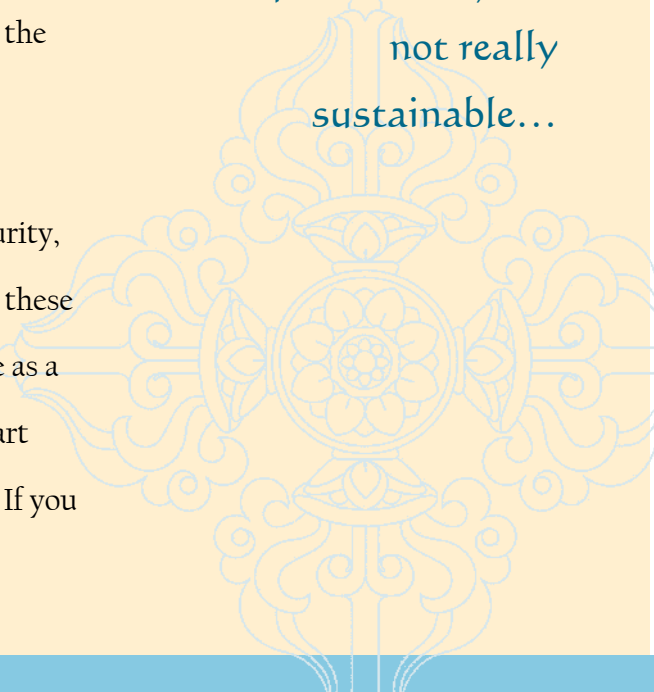 the
urity,
these
e as a
art
If you
not really
sustainable…